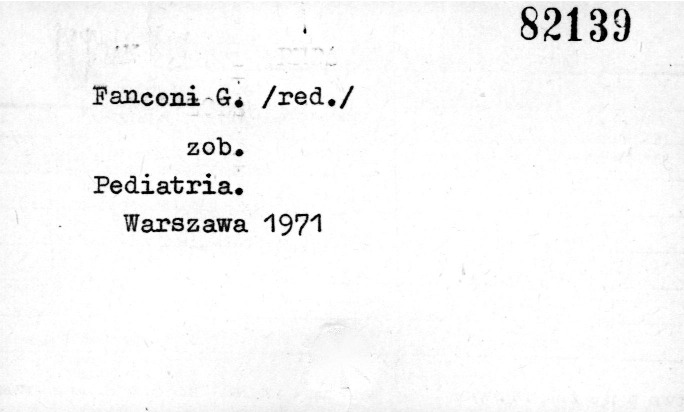 82139
Fanconi G. /red./
zob.
Pediatria.
Warszawa 1971